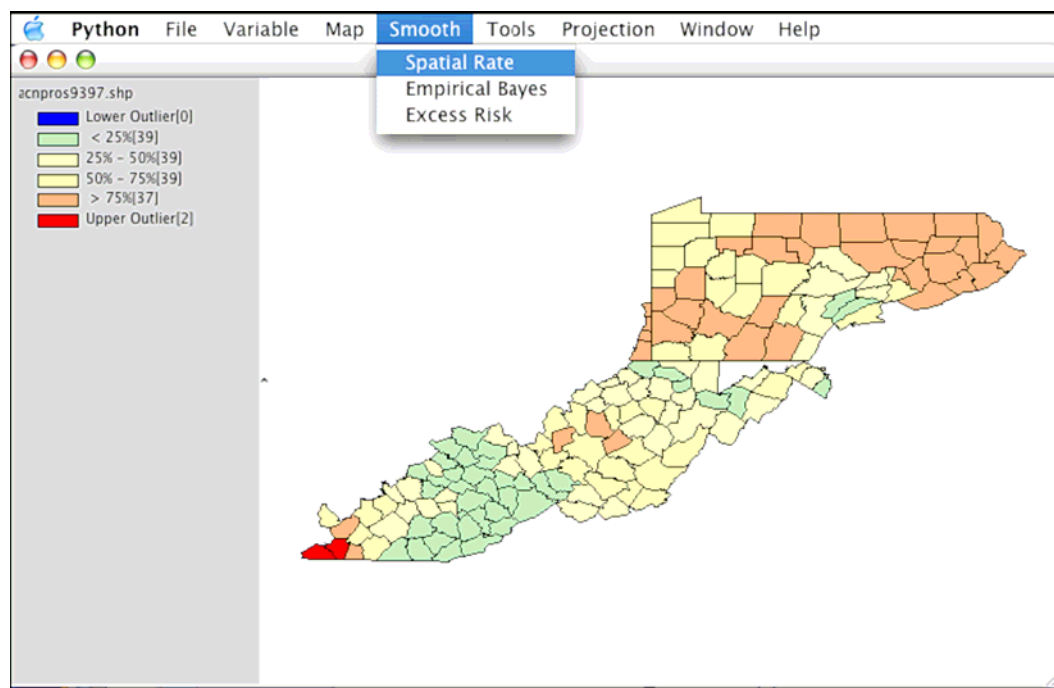 Python File Variable Map Smooth Tools Projection Window Help
Spatial Rate
Empirical Bayes
Excess Risk
acnpros9397.shp
Lower Outlier[0]
< 25%[39]
25% - 50%[39]
50% - 75%[39]
> 75%[37]
Upper Outlier[2]